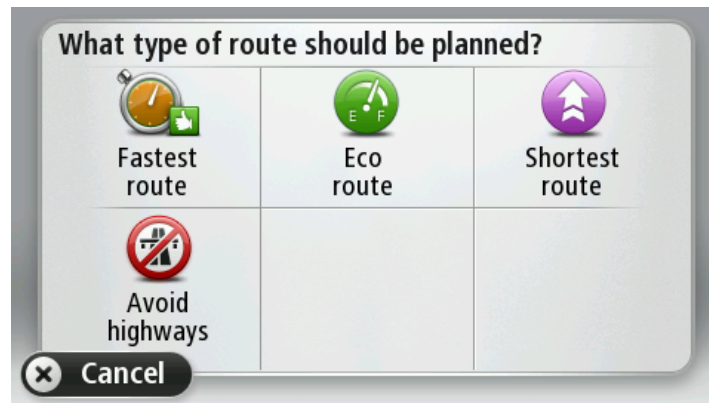 What type of route should be planned?
Fastest
route
Eco
route
Shortest
route
E F
Avoid
highways
Cancel